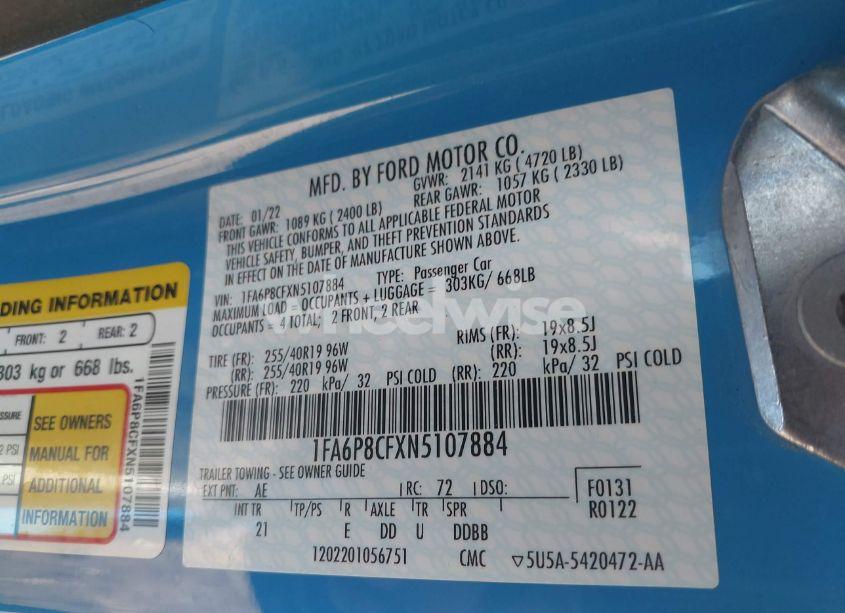 MFD. BY FORD MOTOR CO.
DATE: 01/22 GVWR: 2141 KG ( 4720 LB)
FRONT GAWR: 1089 KG ( 2400 LB) REAR GAWR: 1057 KG ( 2330 LB)
THIS VEHICLE CONFORMS TO ALL APPLICABLE FEDERAL MOTOR
VEHICLE SAFETY, BUMPER, AND THEFT PREVENTION STANDARDS
IN EFFECT ON THE DATE OF MANUFACTURE SHOWN ABOVE.
VIN: 1FA6P8CFXN5107884 TYPE: Passenger Car
MAXIMUM LOAD = OCCUPANTS + LUGGAGE = 303KG/ 668LB
OCCUPANTS = 4 TOTAL; 2 FRONT, 2 REAR
TIRE (FR): 255/40R19 96W RIMS (FR): 19x8.5J
(RR): 255/40R19 96W (RR): 19x8.5J
PRESSURE (FR): 220 kPa/ 32 PSI COLD (RR): 220 kPa/ 32 PSI COLD
1FA6P8CFXN5107884
TRAILER TOWING - SEE OWNER GUIDE
EXT PNT: AE RC: 72 DSO: F0131
R0122
INT TR TP/PS R AXLE TR SPR
21 E DD U DDBB
1202201056751 CMC ▽5U5A-5420472-AA
DING INFORMATION
FRONT: 2 REAR: 2
303 kg or 668 lbs.
PRESSURE
PSI
PSI
SEE OWNERS
MANUAL FOR
ADDITIONAL
INFORMATION
1FA6P8CFXN5107884
wheelwise